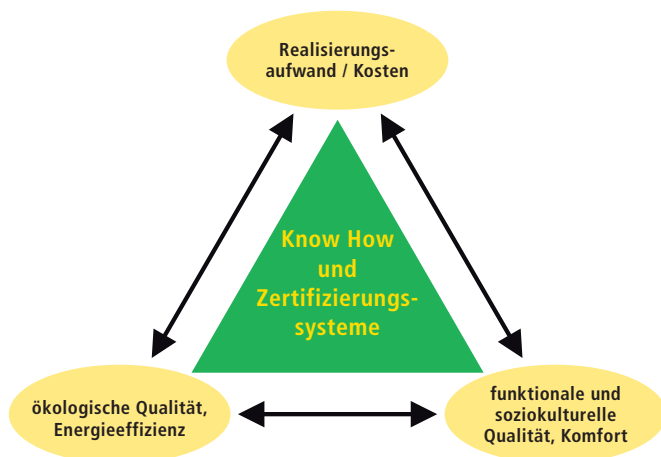 Realisierungs-
aufwand / Kosten
Know How
und
Zertifizierungs-
systeme
ökologische Qualität,
Energieeffizienz
funktionale und
soziokulturelle
Qualität, Komfort